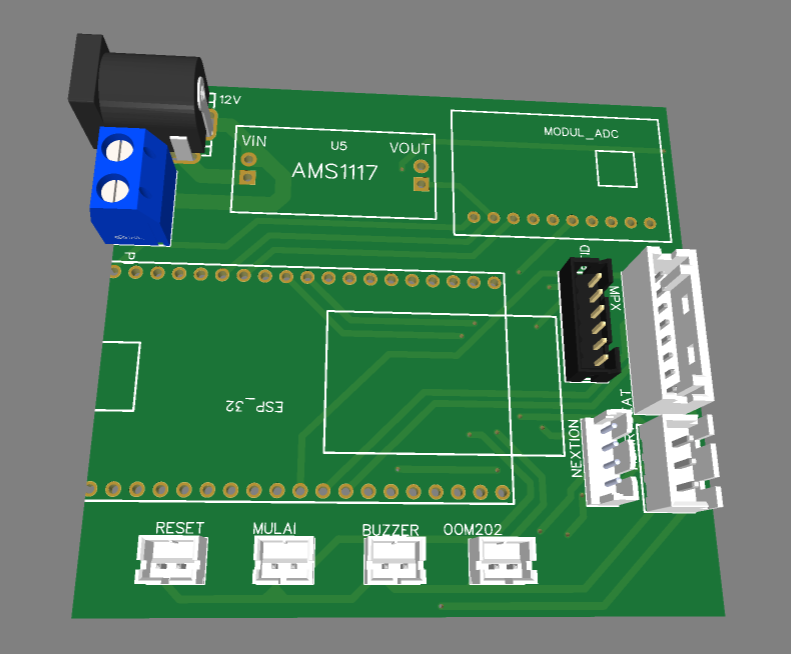 12V
VIN
U5
VOUT
AMS1117
MODUL_ADC
MPX
ESP_32
NEXTION
RESET
MULAI
BUZZER
OOM202